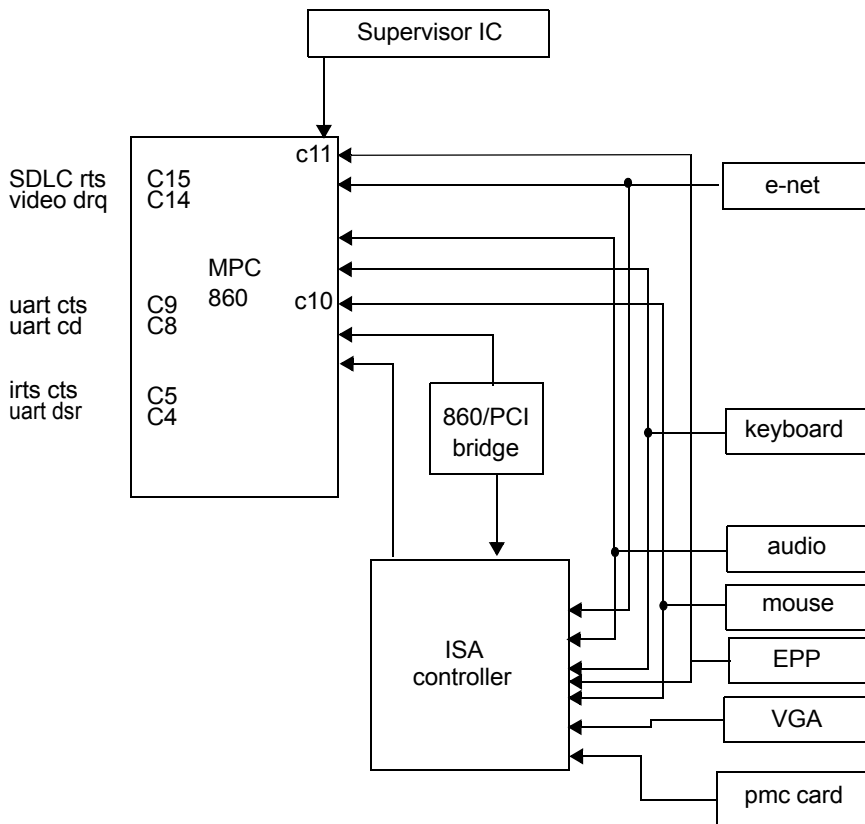 Supervisor IC
c11
SDLC rts C15
video drq C14
e-net
MPC
860
uart cts C9
c10
uart cd C8
irts cts C5
uart dsr C4
860/PCI
bridge
keyboard
audio
mouse
ISA
controller
EPP
VGA
pmc card